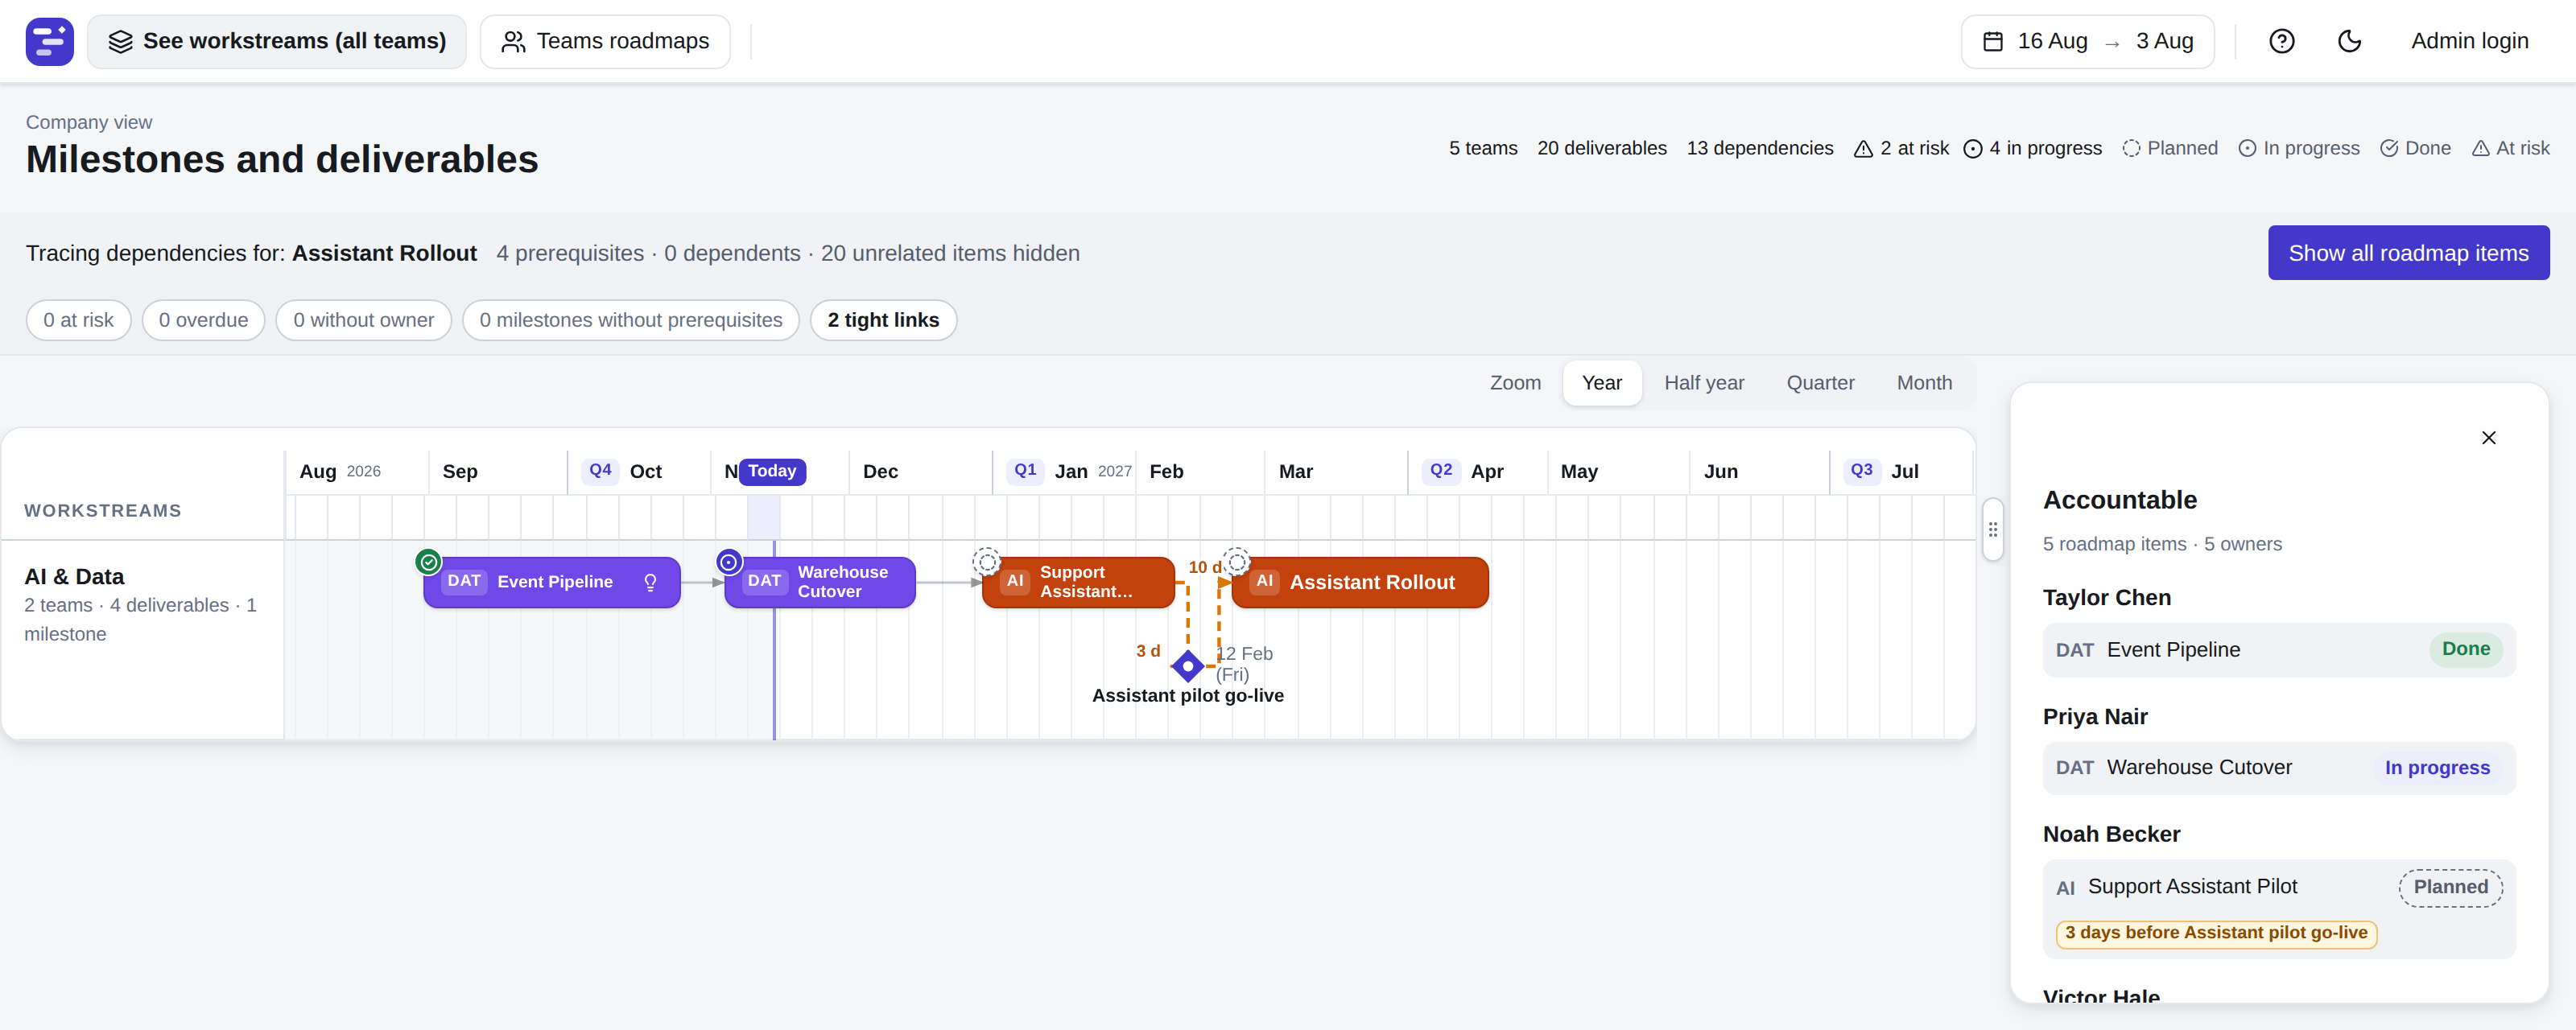 See workstreams (all teams)
Teams roadmaps
16 Aug → 3 Aug
Admin login
Company view
Milestones and deliverables
5 teams 20 deliverables 13 dependencies 2 at risk 4 in progress Planned In progress Done At risk
Tracing dependencies for: Assistant Rollout 4 prerequisites · 0 dependents · 20 unrelated items hidden
Show all roadmap items
0 at risk
0 overdue
0 without owner
0 milestones without prerequisites
2 tight links
Zoom Year Half year Quarter Month
Aug 2026 Sep Q4 Oct N Today Dec Q1 Jan 2027 Feb Mar Q2 Apr May Jun Q3 Jul
WORKSTREAMS
AI & Data
2 teams · 4 deliverables · 1
milestone
DAT Event Pipeline
DAT Warehouse
Cutover
AI Support
Assistant…
10 d
AI Assistant Rollout
3 d
12 Feb
(Fri)
Assistant pilot go-live
Accountable
5 roadmap items · 5 owners
Taylor Chen
DAT Event Pipeline Done
Priya Nair
DAT Warehouse Cutover In progress
Noah Becker
AI Support Assistant Pilot Planned
3 days before Assistant pilot go-live
Victor Hale